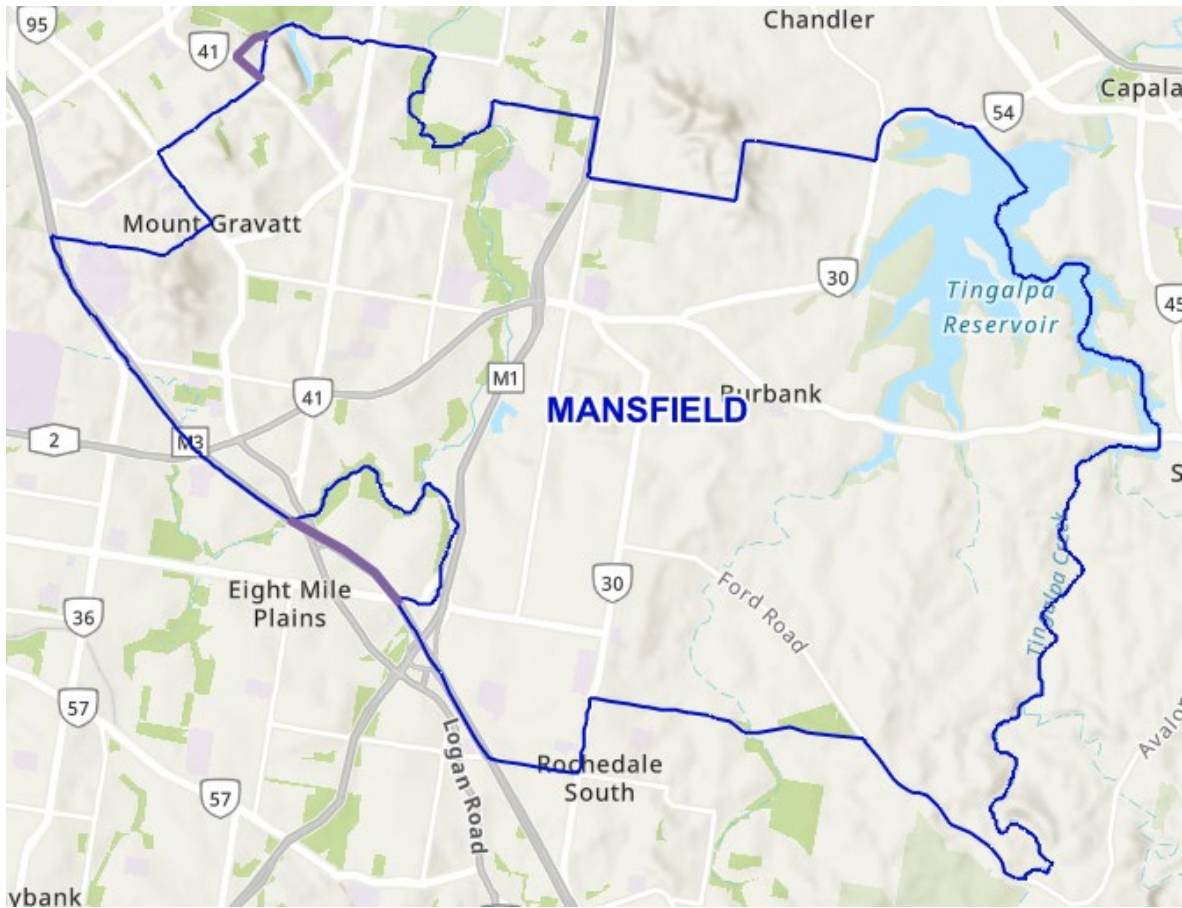 95
41
Chandler
54
Capala
Mount Gravatt
30
Tingalpa
Reservoir
45
M1
Burbank
41
MANSFIELD
2
M3
S
Tingalpa Creek
Eight Mile
Plains
30
Ford Road
36
57
Avalon
Logan Road
Rochedale
South
57
ybank